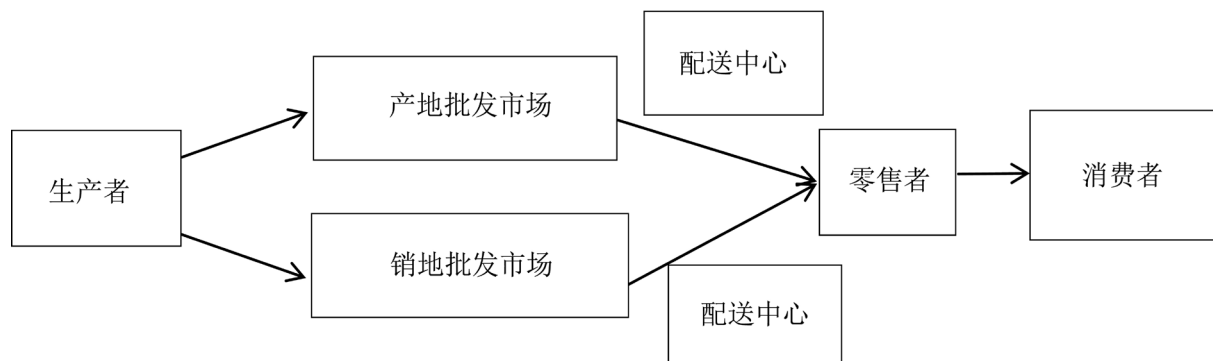 配送中心
产地批发市场
生产者
零售者
消费者
销地批发市场
配送中心